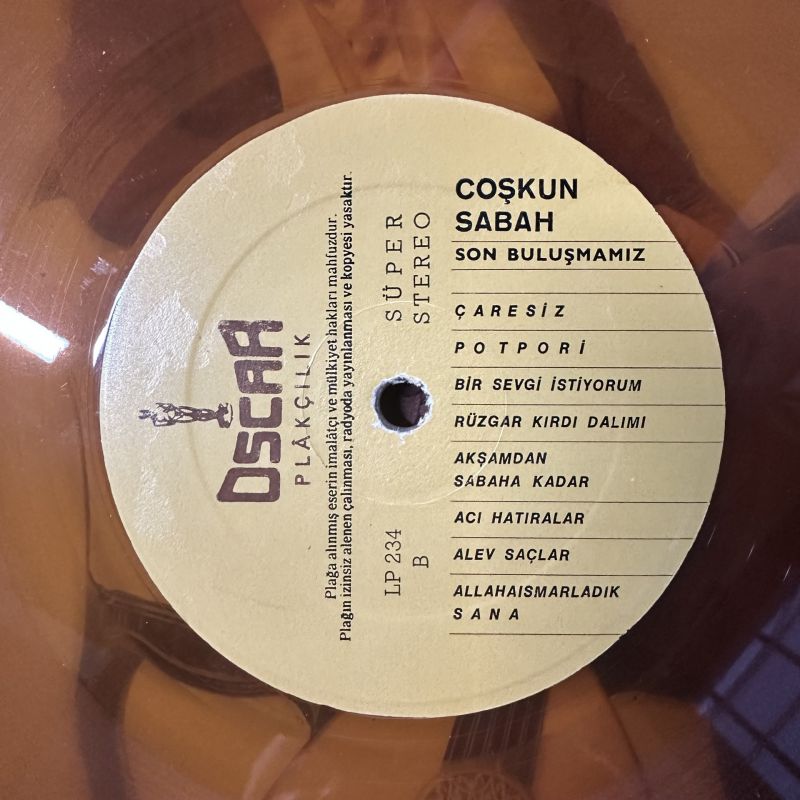 OSCAR
PLÂKÇILIK
Plağa alınmış eserin imalâtçı ve mülkiyet hakları mahfuzdur.
Plağın izinsiz alenen çalınması, radyoda yayınlanması ve kopyesi yasaktır.
SÜPER
STEREO
LP 234
B
COŞKUN
SABAH
SON BULUŞMAMIZ
ÇARESİZ
POTPORİ
BİR SEVGİ İSTİYORUM
RÜZGAR KIRDI DALIMI
AKŞAMDAN
SABAHA KADAR
ACI HATIRALAR
ALEV SAÇLAR
ALLAHAISMARLADIK
SANA